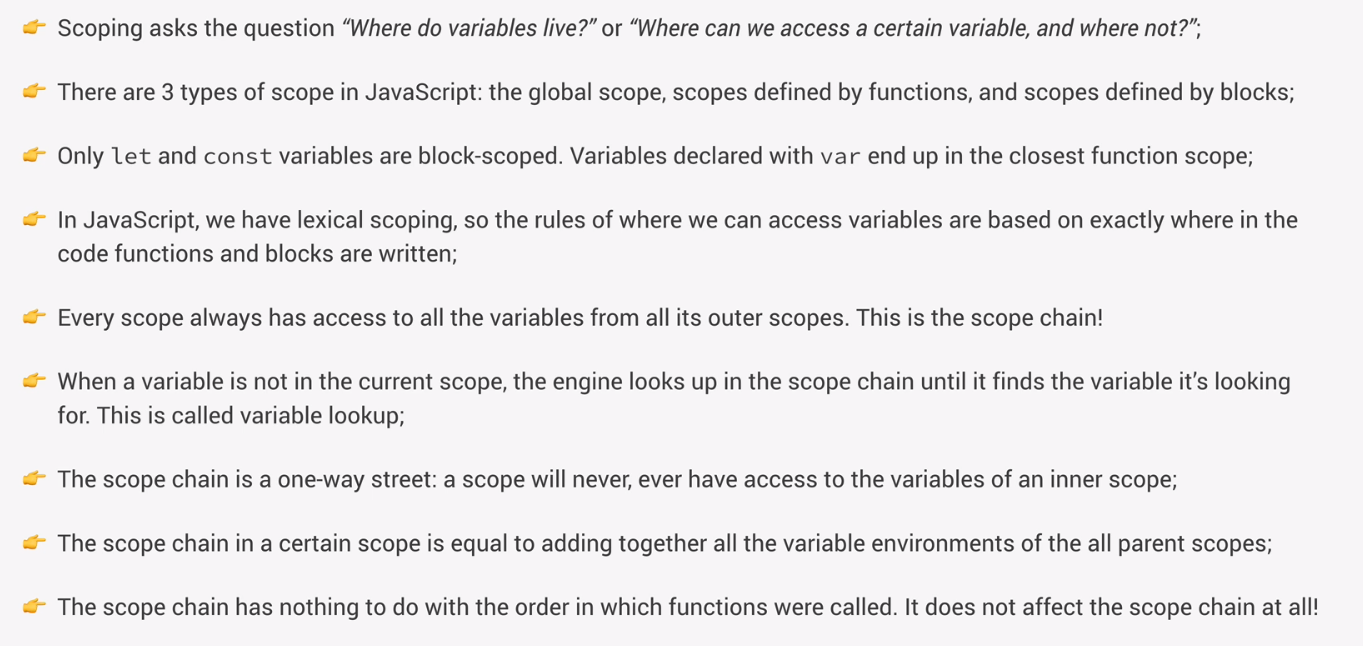 👉 Scoping asks the question “Where do variables live?” or “Where can we access a certain variable, and where not?”;
👉 There are 3 types of scope in JavaScript: the global scope, scopes defined by functions, and scopes defined by blocks;
👉 Only let and const variables are block-scoped. Variables declared with var end up in the closest function scope;
👉 In JavaScript, we have lexical scoping, so the rules of where we can access variables are based on exactly where in the
code functions and blocks are written;
👉 Every scope always has access to all the variables from all its outer scopes. This is the scope chain!
👉 When a variable is not in the current scope, the engine looks up in the scope chain until it finds the variable it’s looking
for. This is called variable lookup;
👉 The scope chain is a one-way street: a scope will never, ever have access to the variables of an inner scope;
👉 The scope chain in a certain scope is equal to adding together all the variable environments of the all parent scopes;
👉 The scope chain has nothing to do with the order in which functions were called. It does not affect the scope chain at all!